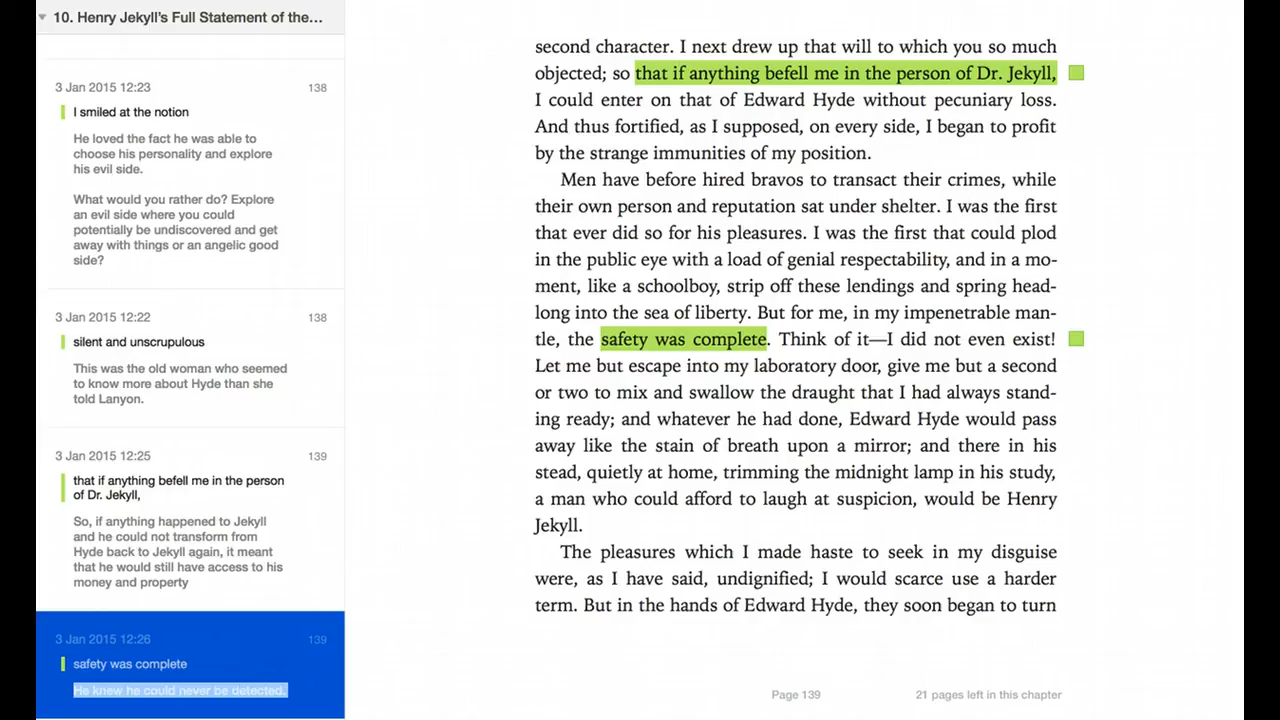 10. Henry Jekyll's Full Statement of the...
3 Jan 2015 12:23 138
I smiled at the notion
He loved the fact he was able to
choose his personality and explore
his evil side.
What would you rather do? Explore
an evil side where you could
potentially be undiscovered and get
away with things or an angelic good
side?
3 Jan 2015 12:22 138
silent and unscrupulous
This was the old woman who seemed
to know more about Hyde than she
told Lanyon.
3 Jan 2015 12:25 139
that if anything befell me in the person
of Dr. Jekyll,
So, if anything happened to Jekyll
and he could not transform from
Hyde back to Jekyll again, it meant
that he would still have access to his
money and property
3 Jan 2015 12:26 139
safety was complete
He knew he could never be detected.
second character. I next drew up that will to which you so much
objected; so that if anything befell me in the person of Dr. Jekyll,
I could enter on that of Edward Hyde without pecuniary loss.
And thus fortified, as I supposed, on every side, I began to profit
by the strange immunities of my position.
Men have before hired bravos to transact their crimes, while
their own person and reputation sat under shelter. I was the first
that ever did so for his pleasures. I was the first that could plod
in the public eye with a load of genial respectability, and in a mo-
ment, like a schoolboy, strip off these lendings and spring head-
long into the sea of liberty. But for me, in my impenetrable man-
tle, the safety was complete. Think of it—I did not even exist!
Let me but escape into my laboratory door, give me but a second
or two to mix and swallow the draught that I had always stand-
ing ready; and whatever he had done, Edward Hyde would pass
away like the stain of breath upon a mirror; and there in his
stead, quietly at home, trimming the midnight lamp in his study,
a man who could afford to laugh at suspicion, would be Henry
Jekyll.
The pleasures which I made haste to seek in my disguise
were, as I have said, undignified; I would scarce use a harder
term. But in the hands of Edward Hyde, they soon began to turn
Page 139 21 pages left in this chapter